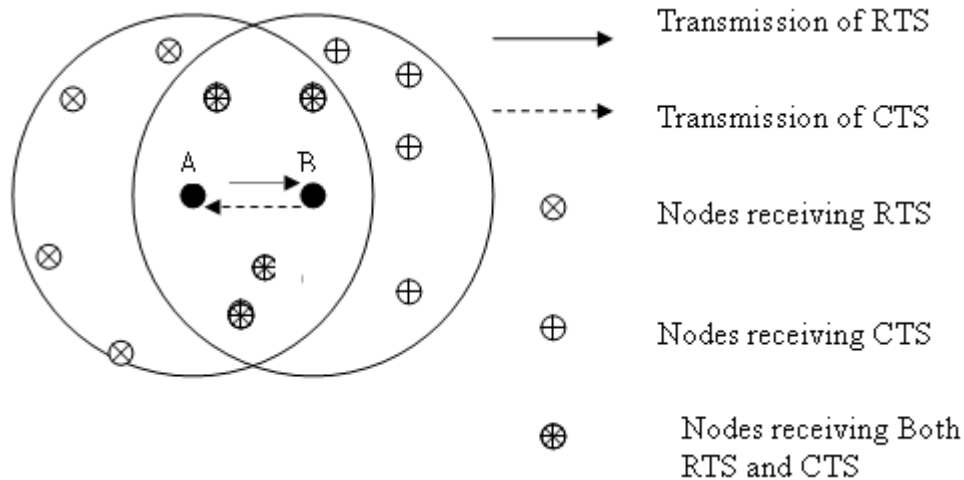 Transmission of RTS
Transmission of CTS
A
B
Nodes receiving RTS
Nodes receiving CTS
Nodes receiving Both
RTS and CTS